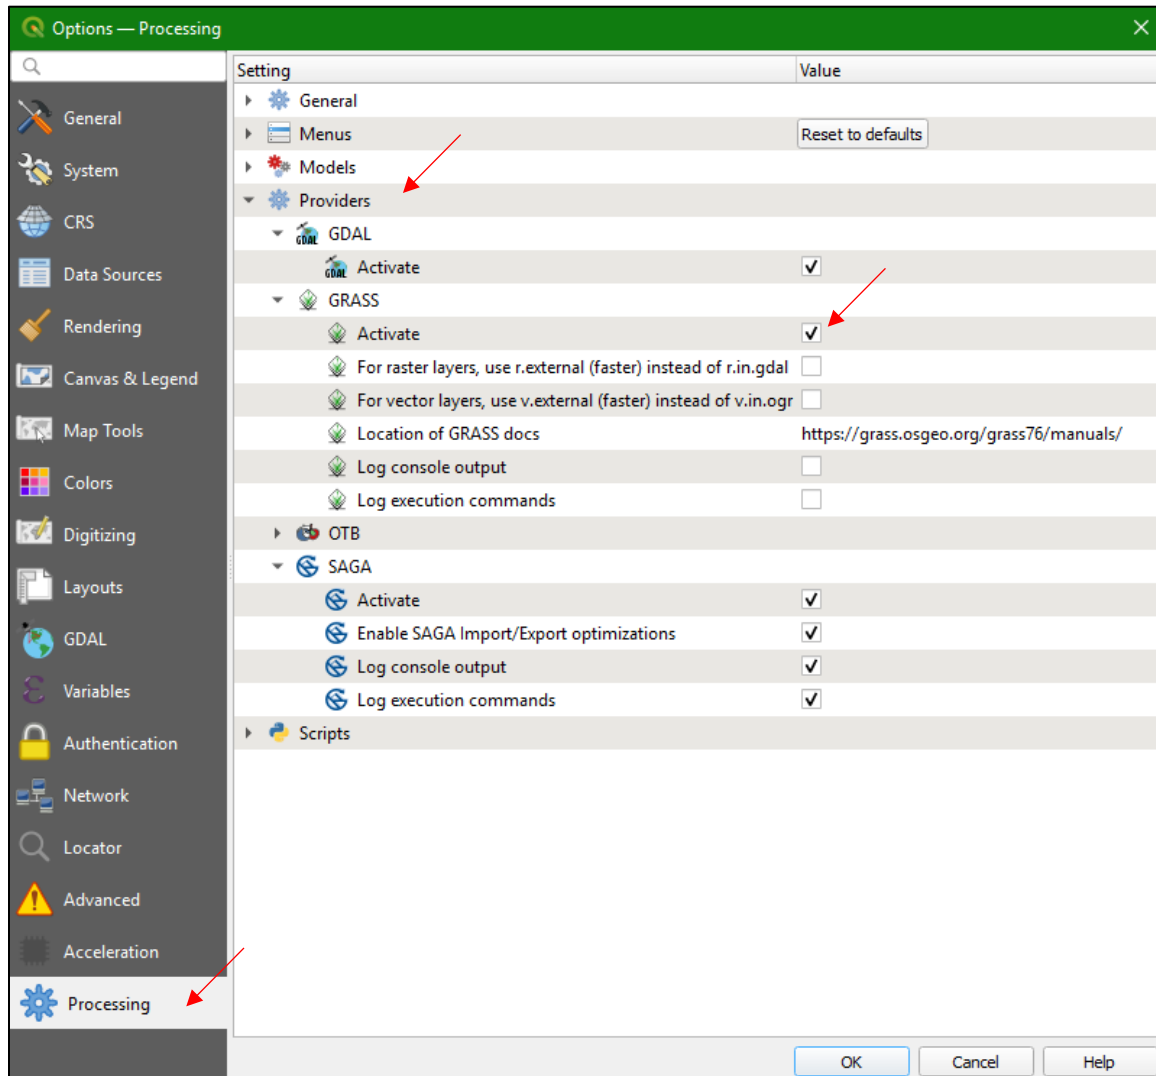 Options — Processing
Setting Value
General
System
CRS
Data Sources
Rendering
Canvas & Legend
Map Tools
Colors
Digitizing
Layouts
GDAL
Variables
Authentication
Network
Locator
Advanced
Acceleration
Processing
General
Menus Reset to defaults
Models
Providers
GDAL GDAL
GDAL Activate
GRASS
Activate
For raster layers, use r.external (faster) instead of r.in.gdal
For vector layers, use v.external (faster) instead of v.in.ogr
Location of GRASS docs https://grass.osgeo.org/grass76/manuals/
Log console output
Log execution commands
OTB
SAGA
Activate
Enable SAGA Import/Export optimizations
Log console output
Log execution commands
Scripts
OK Cancel Help